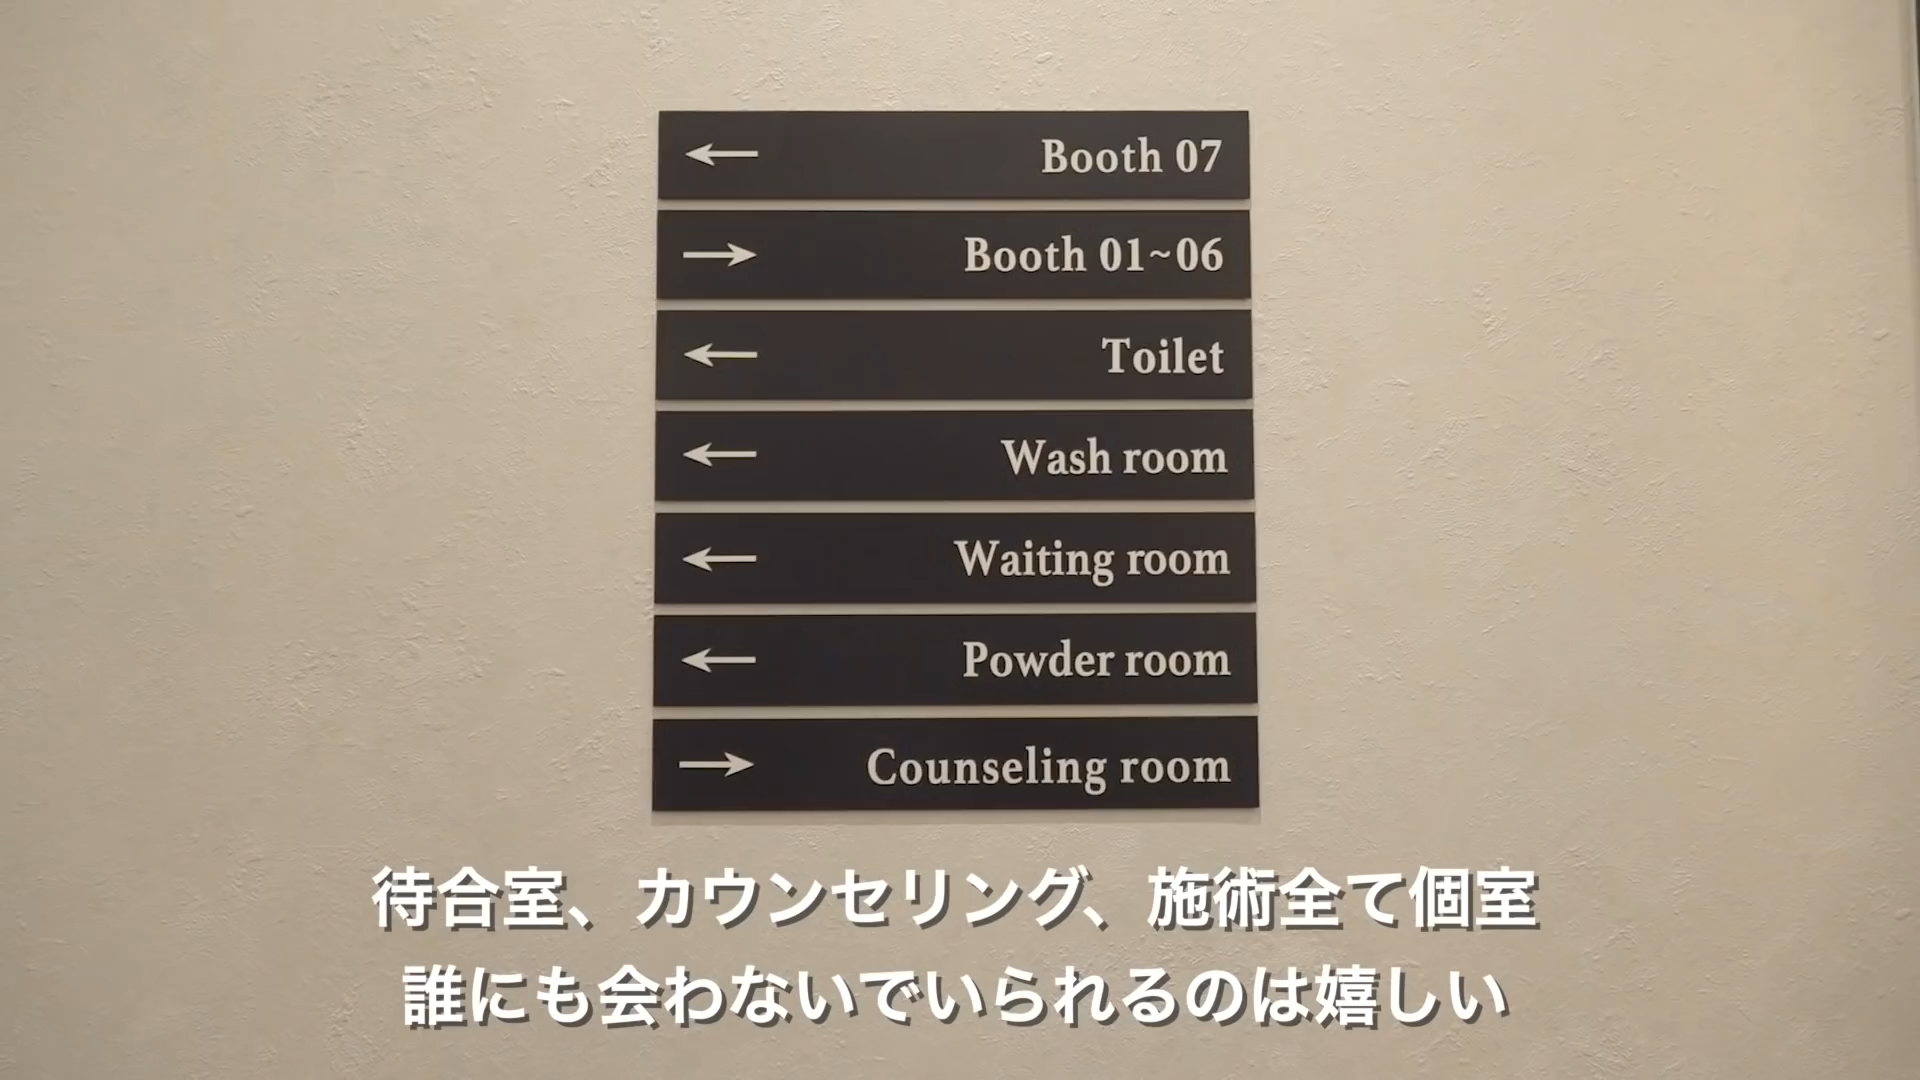 ← Booth 07
→ Booth 01~06
← Toilet
← Wash room
← Waiting room
← Powder room
→ Counseling room
待合室、カウンセリング、施術全て個室
誰にも会わないでいられるのは嬉しい